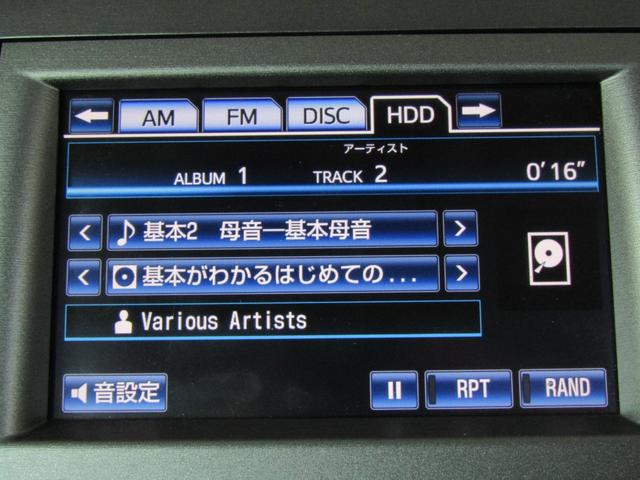 AM FM DISC HDD
アーティスト
ALBUM 1 TRACK 2 0'16"
基本2 母音―基本母音
基本がわかるはじめての...
Various Artists
音設定 RPT RAND